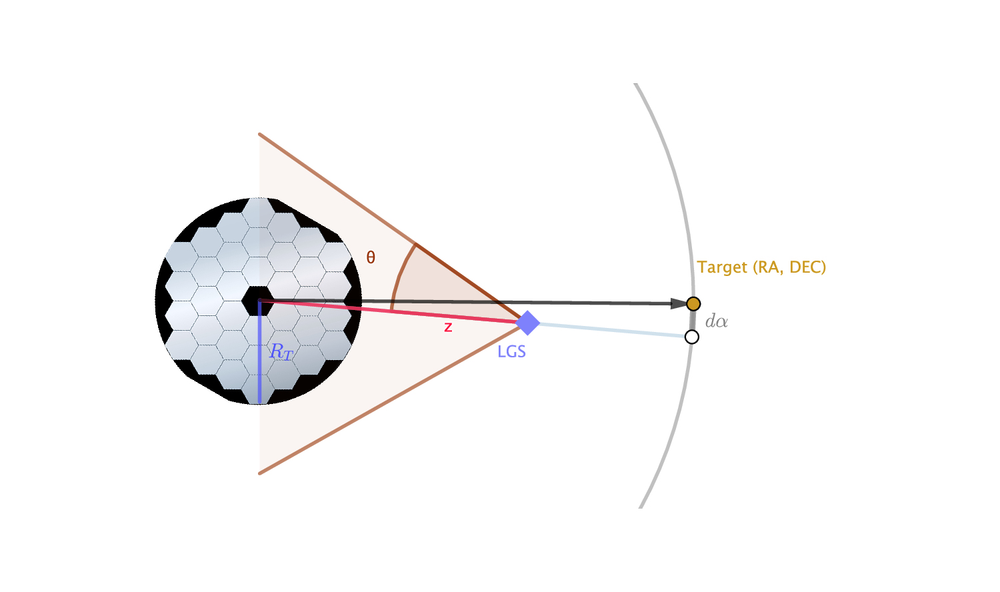 θ
Target (RA, DEC)
dα
z
R_T
LGS